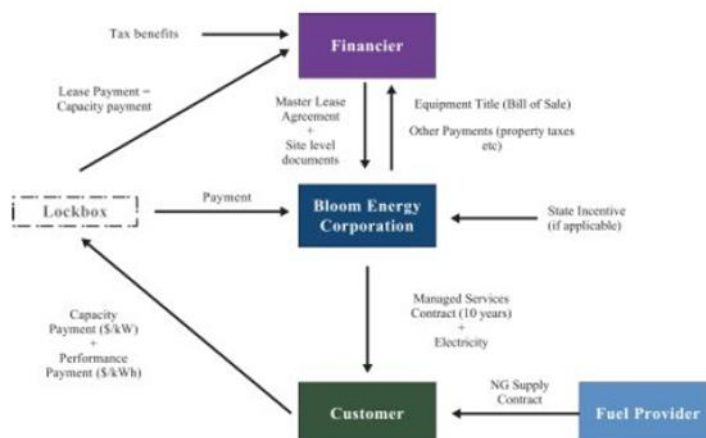 Tax benefits
Financier
Lease Payment =
Capacity payment
Master Lease
Agreement
+
Site level
documents
Equipment Title (Bill of Sale)
Other Payments (property taxes
etc)
Lockbox
Payment
Bloom Energy
Corporation
State Incentive
(if applicable)
Capacity
Payment ($/kW)
+
Performance
Payment ($/kWh)
Managed Services
Contract (10 years)
+
Electricity
Customer
NG Supply
Contract
Fuel Provider